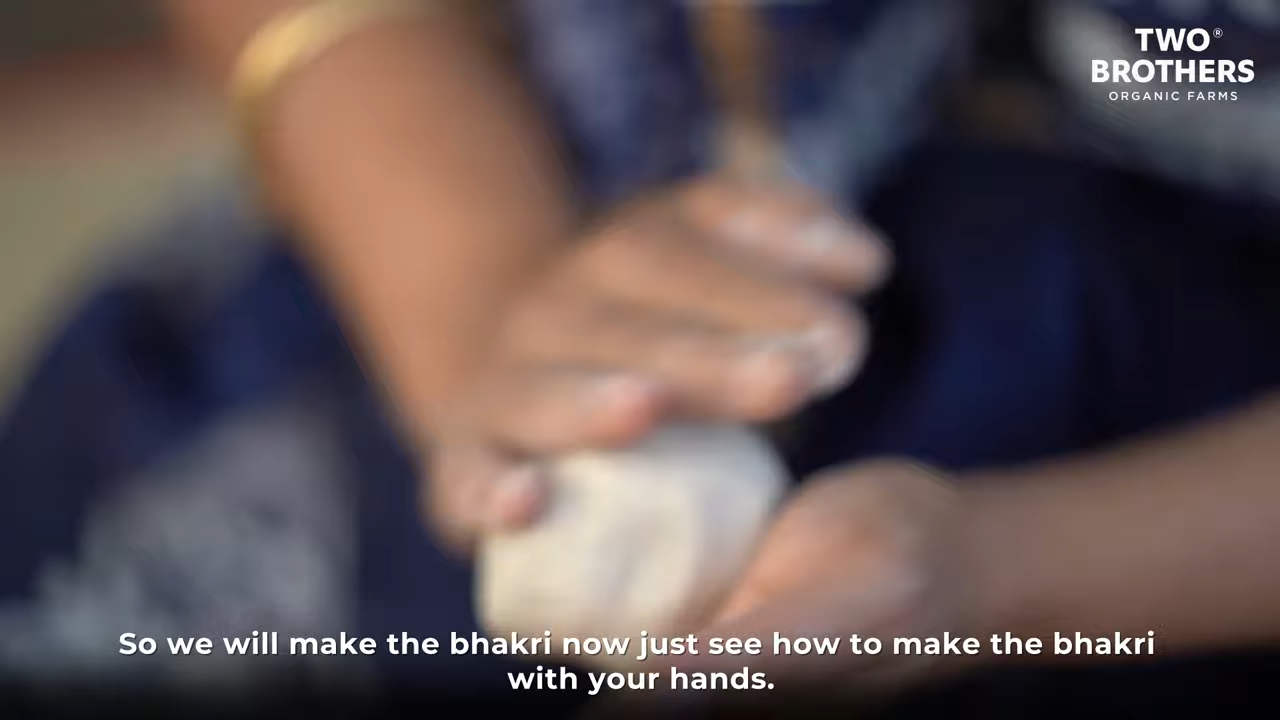 TWO®
BROTHERS
ORGANIC FARMS
So we will make the bhakri now just see how to make the bhakri
with your hands.